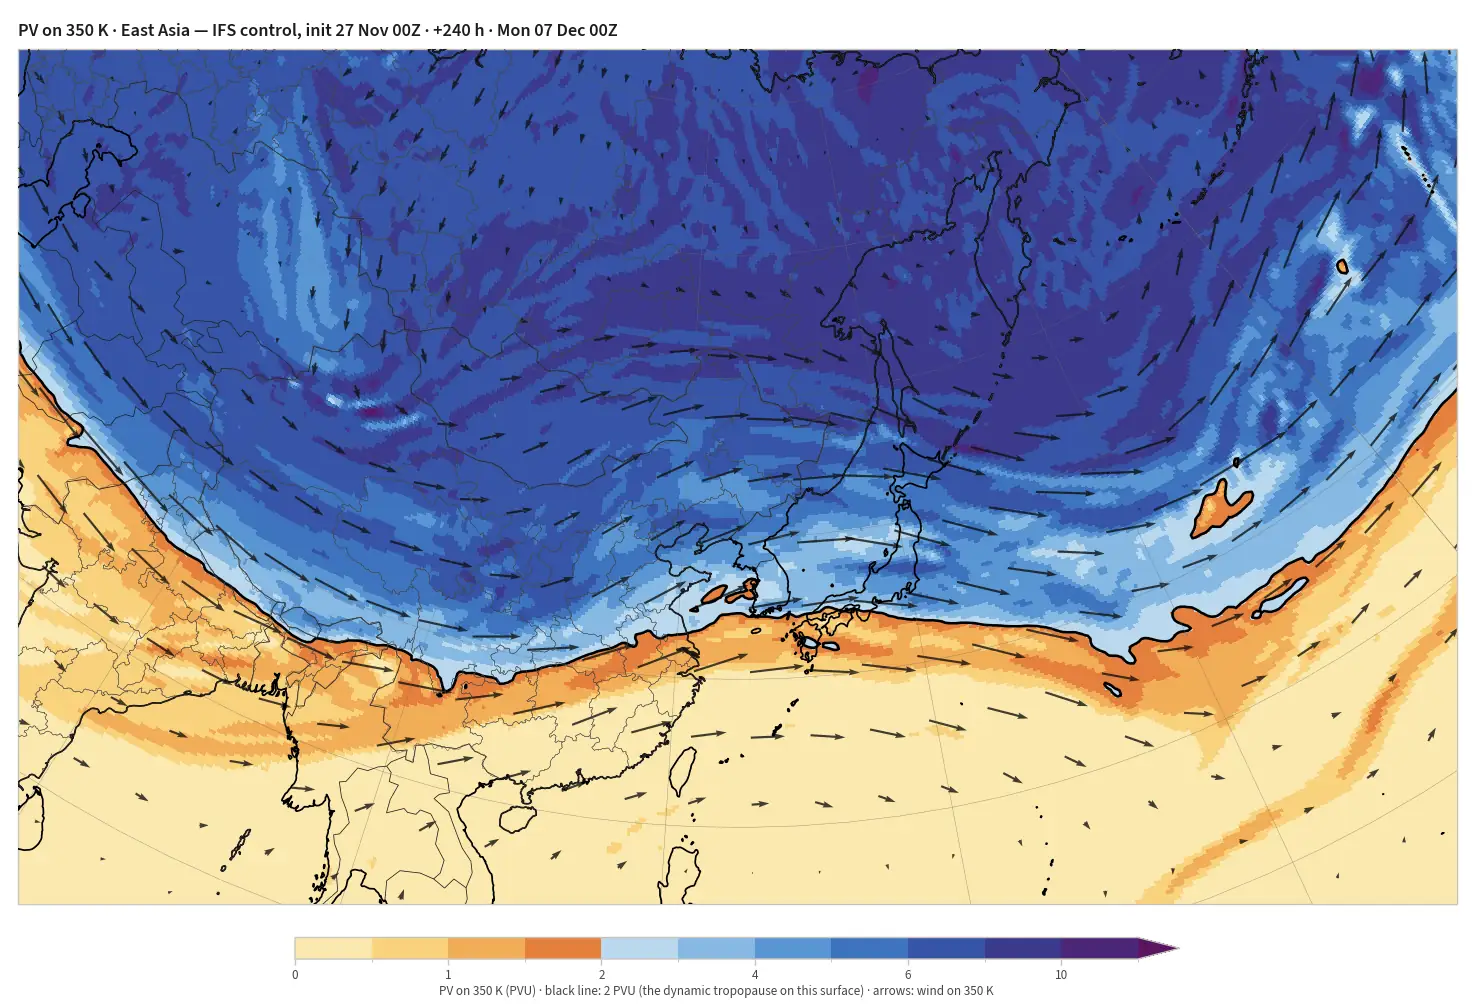 PV on 350 K · East Asia — IFS control, init 27 Nov 00Z · +240 h · Mon 07 Dec 00Z
0 1 2 4 6 10
PV on 350 K (PVU) · black line: 2 PVU (the dynamic tropopause on this surface) · arrows: wind on 350 K